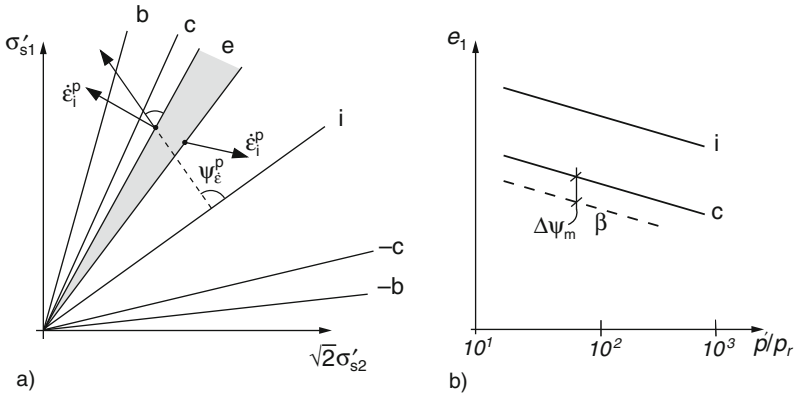 σ′s1
b
c
e
ε̇ᵢᵖ
ε̇ᵢᵖ
i
ψᵖε̇
–c
–b
√2σ′s2
a)
e₁
i
c
Δψₘ
β
10¹
10²
10³
p′/pᵣ
b)